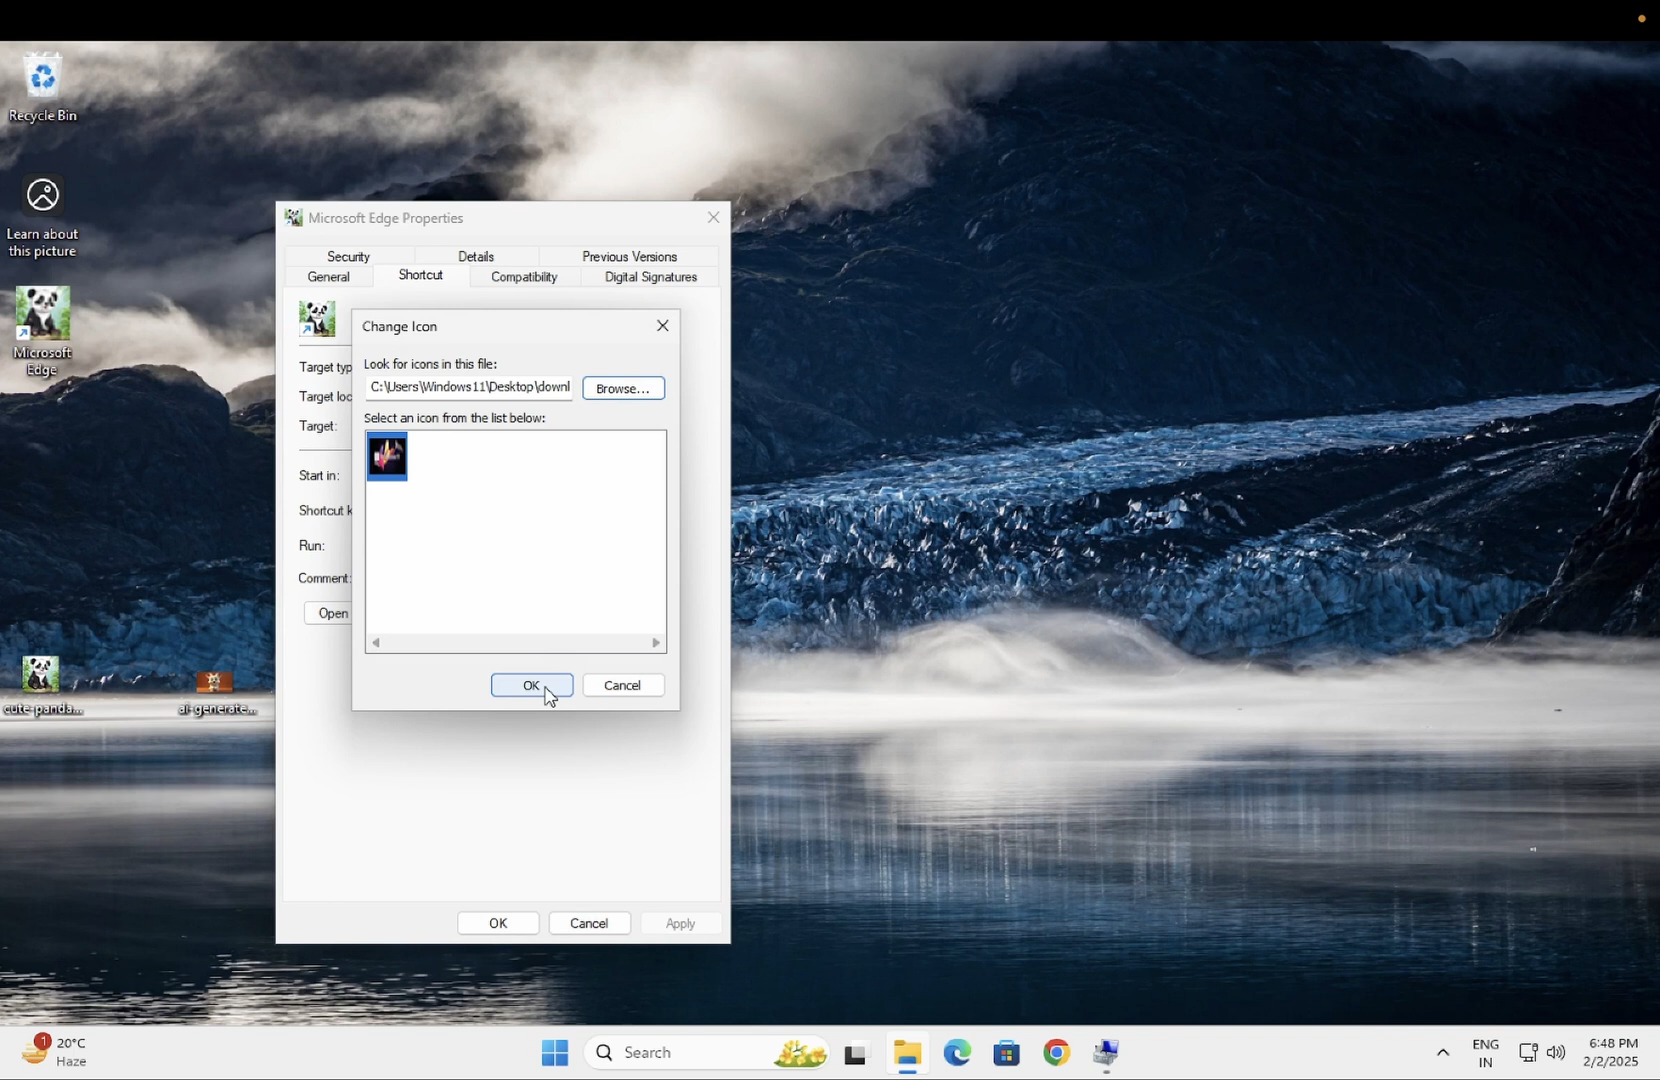 Recycle Bin
Learn about
this picture
Microsoft
Edge
cute-panda...
ai-generate...
Microsoft Edge Properties
Security
Details
Previous Versions
General
Shortcut
Compatibility
Digital Signatures
Target typ
Target loc
Target:
Start in:
Shortcut k
Run:
Comment:
Open
Change Icon
Look for icons in this file:
C:\Users\Windows11\Desktop\downl
Browse...
Select an icon from the list below:
OK
Cancel
OK
Cancel
Apply
1
20°C
Haze
Search
ENG
IN
6:48 PM
2/2/2025